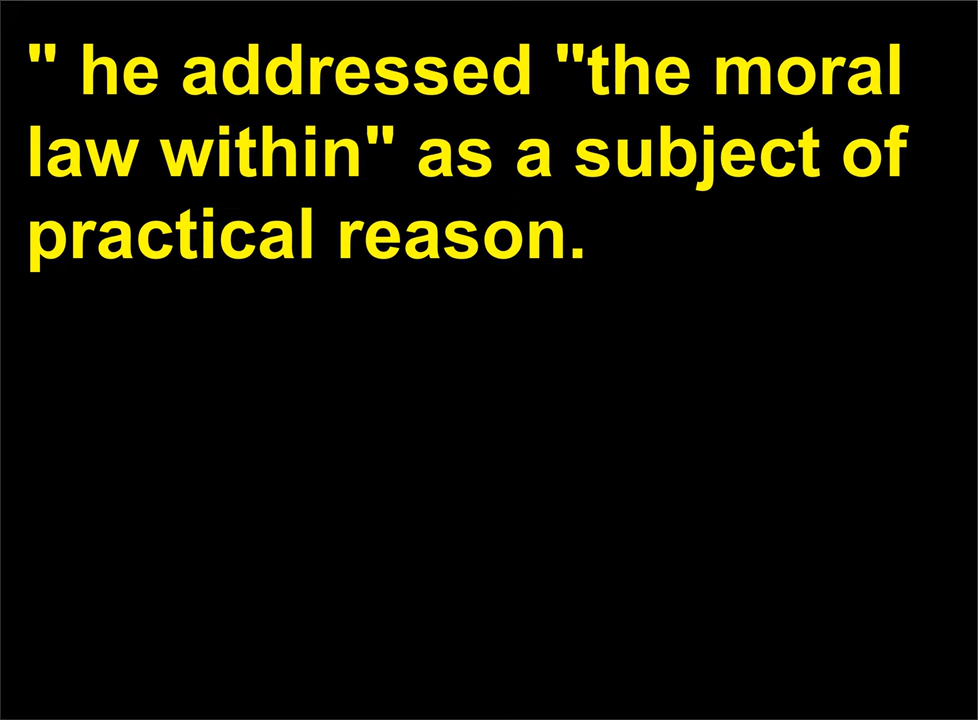 " he addressed "the moral
law within" as a subject of
practical reason.